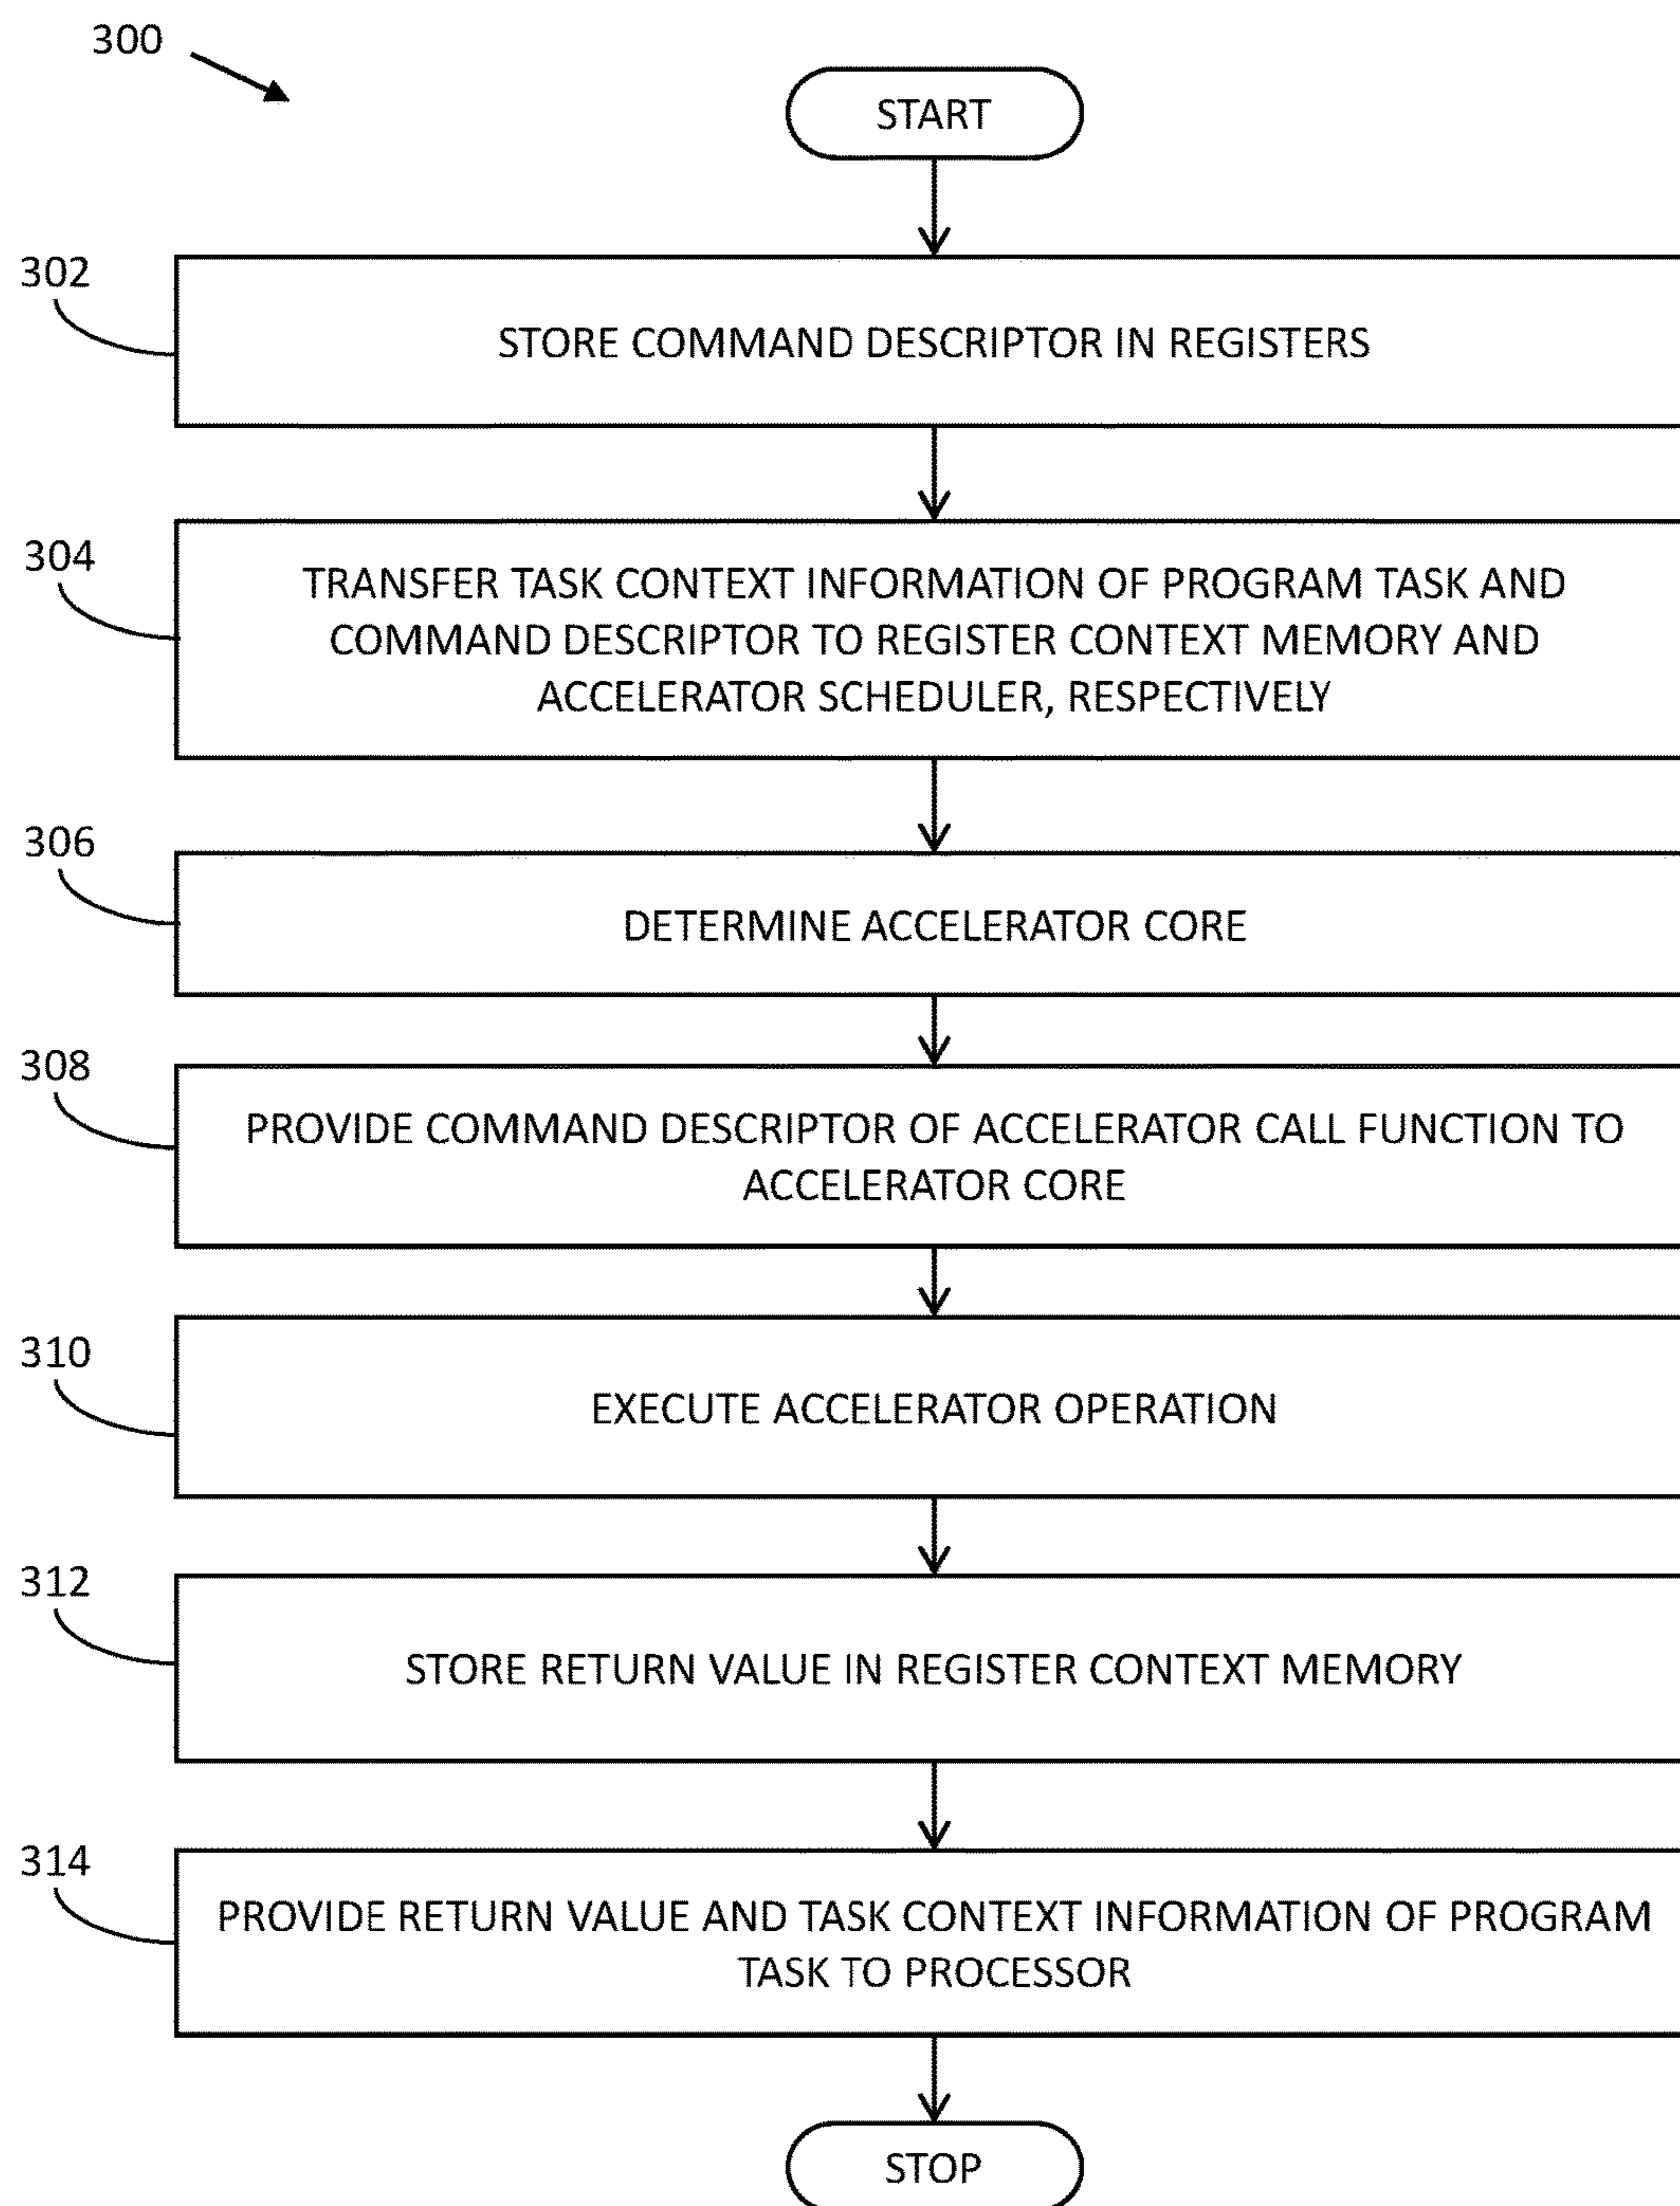 300
START
302
STORE COMMAND DESCRIPTOR IN REGISTERS
304
TRANSFER TASK CONTEXT INFORMATION OF PROGRAM TASK AND
COMMAND DESCRIPTOR TO REGISTER CONTEXT MEMORY AND
ACCELERATOR SCHEDULER, RESPECTIVELY
306
DETERMINE ACCELERATOR CORE
308
PROVIDE COMMAND DESCRIPTOR OF ACCELERATOR CALL FUNCTION TO
ACCELERATOR CORE
310
EXECUTE ACCELERATOR OPERATION
312
STORE RETURN VALUE IN REGISTER CONTEXT MEMORY
314
PROVIDE RETURN VALUE AND TASK CONTEXT INFORMATION OF PROGRAM
TASK TO PROCESSOR
STOP